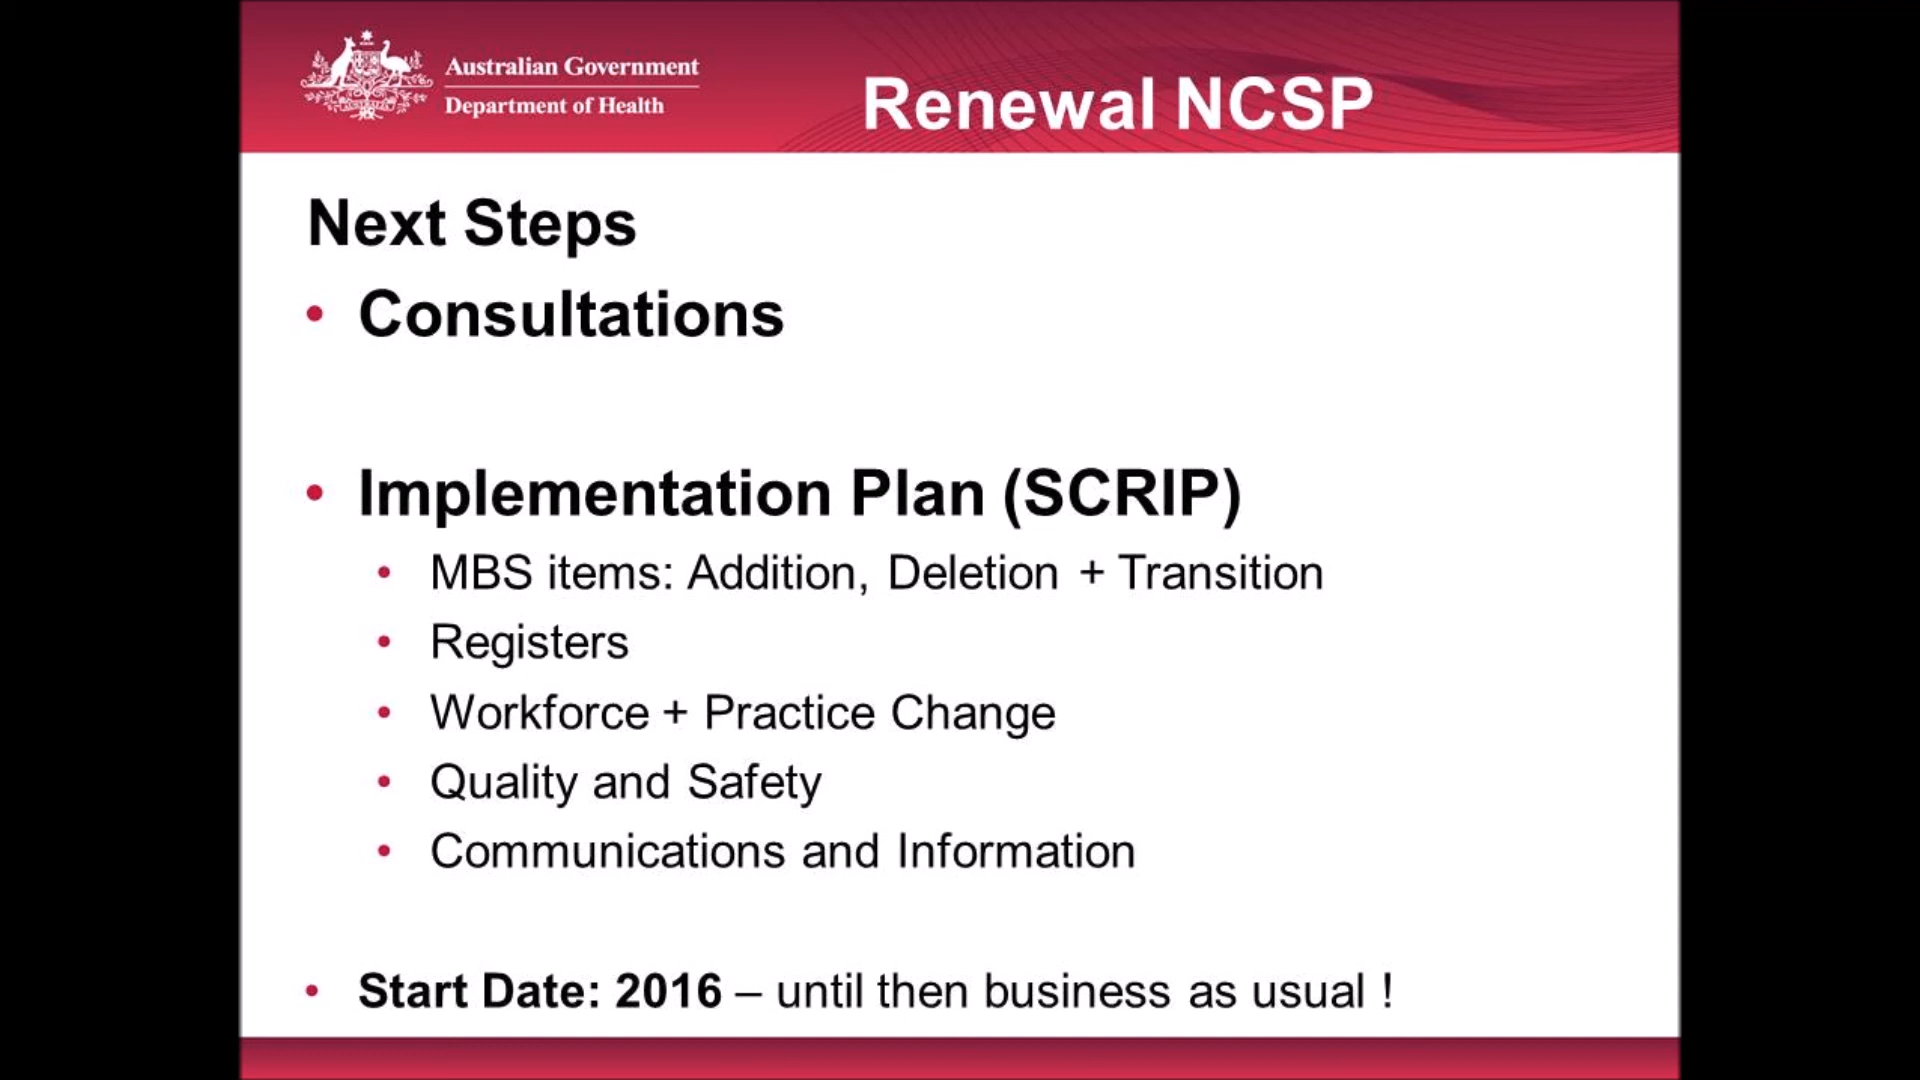 Australian Government
Department of Health
Renewal NCSP
Next Steps
• Consultations
• Implementation Plan (SCRIP)
• MBS items: Addition, Deletion + Transition
• Registers
• Workforce + Practice Change
• Quality and Safety
• Communications and Information
• Start Date: 2016 – until then business as usual !